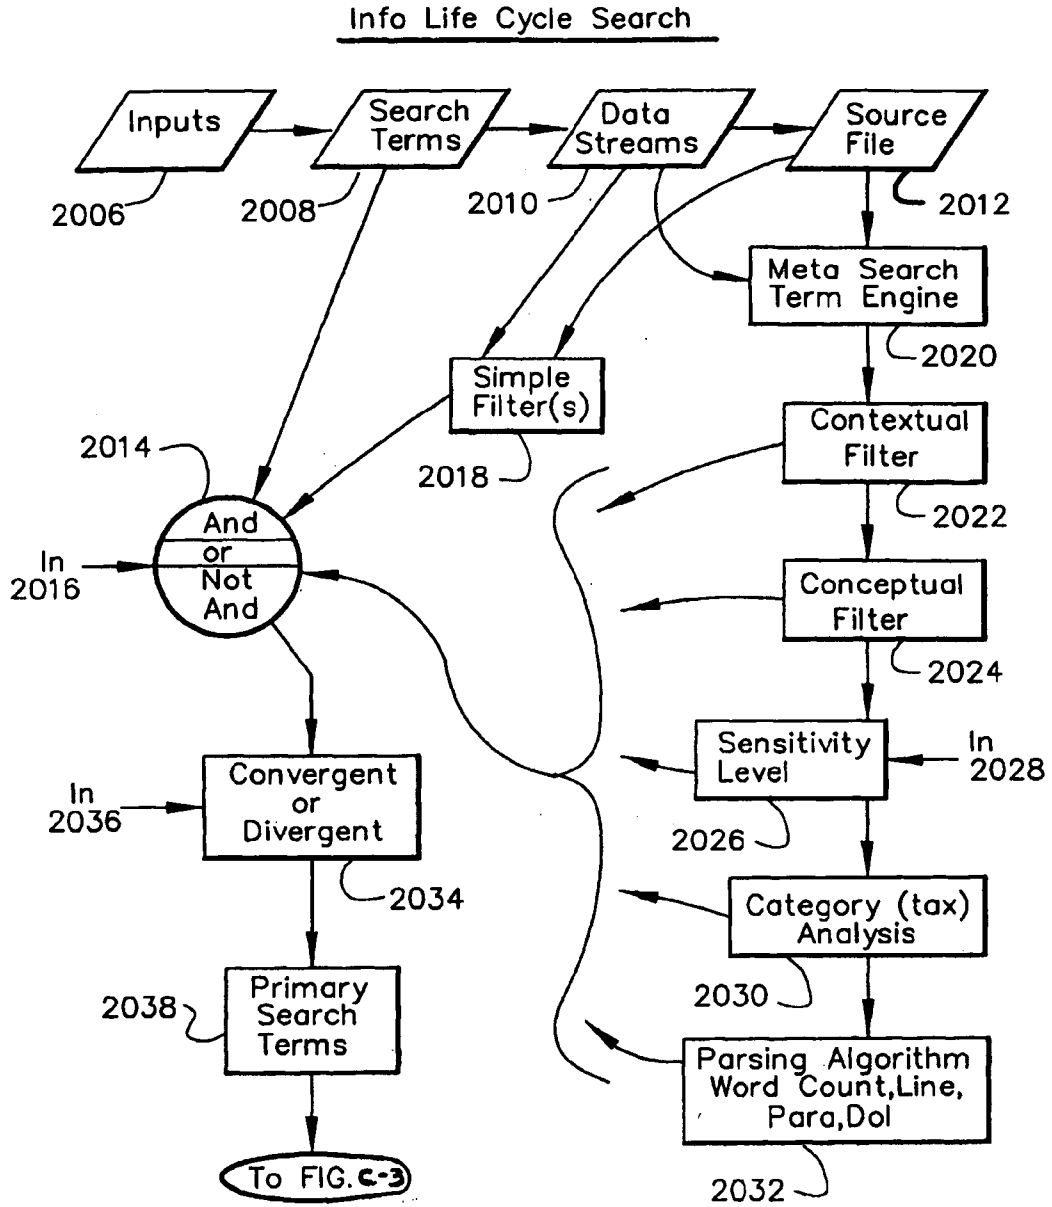 Info Life Cycle Search
Inputs
Search
Terms
Data
Streams
Source
File
2006
2008
2010
2012
Meta Search
Term Engine
2020
Simple
Filter(s)
2018
Contextual
Filter
2022
2014
And
or
Not
And
In
2016
Conceptual
Filter
2024
Sensitivity
Level
In
2028
2026
Convergent
or
Divergent
In
2036
2034
Category (tax)
Analysis
2030
Primary
Search
Terms
2038
Parsing Algorithm
Word Count,Line,
Para,Dol
2032
To FIG. C-3